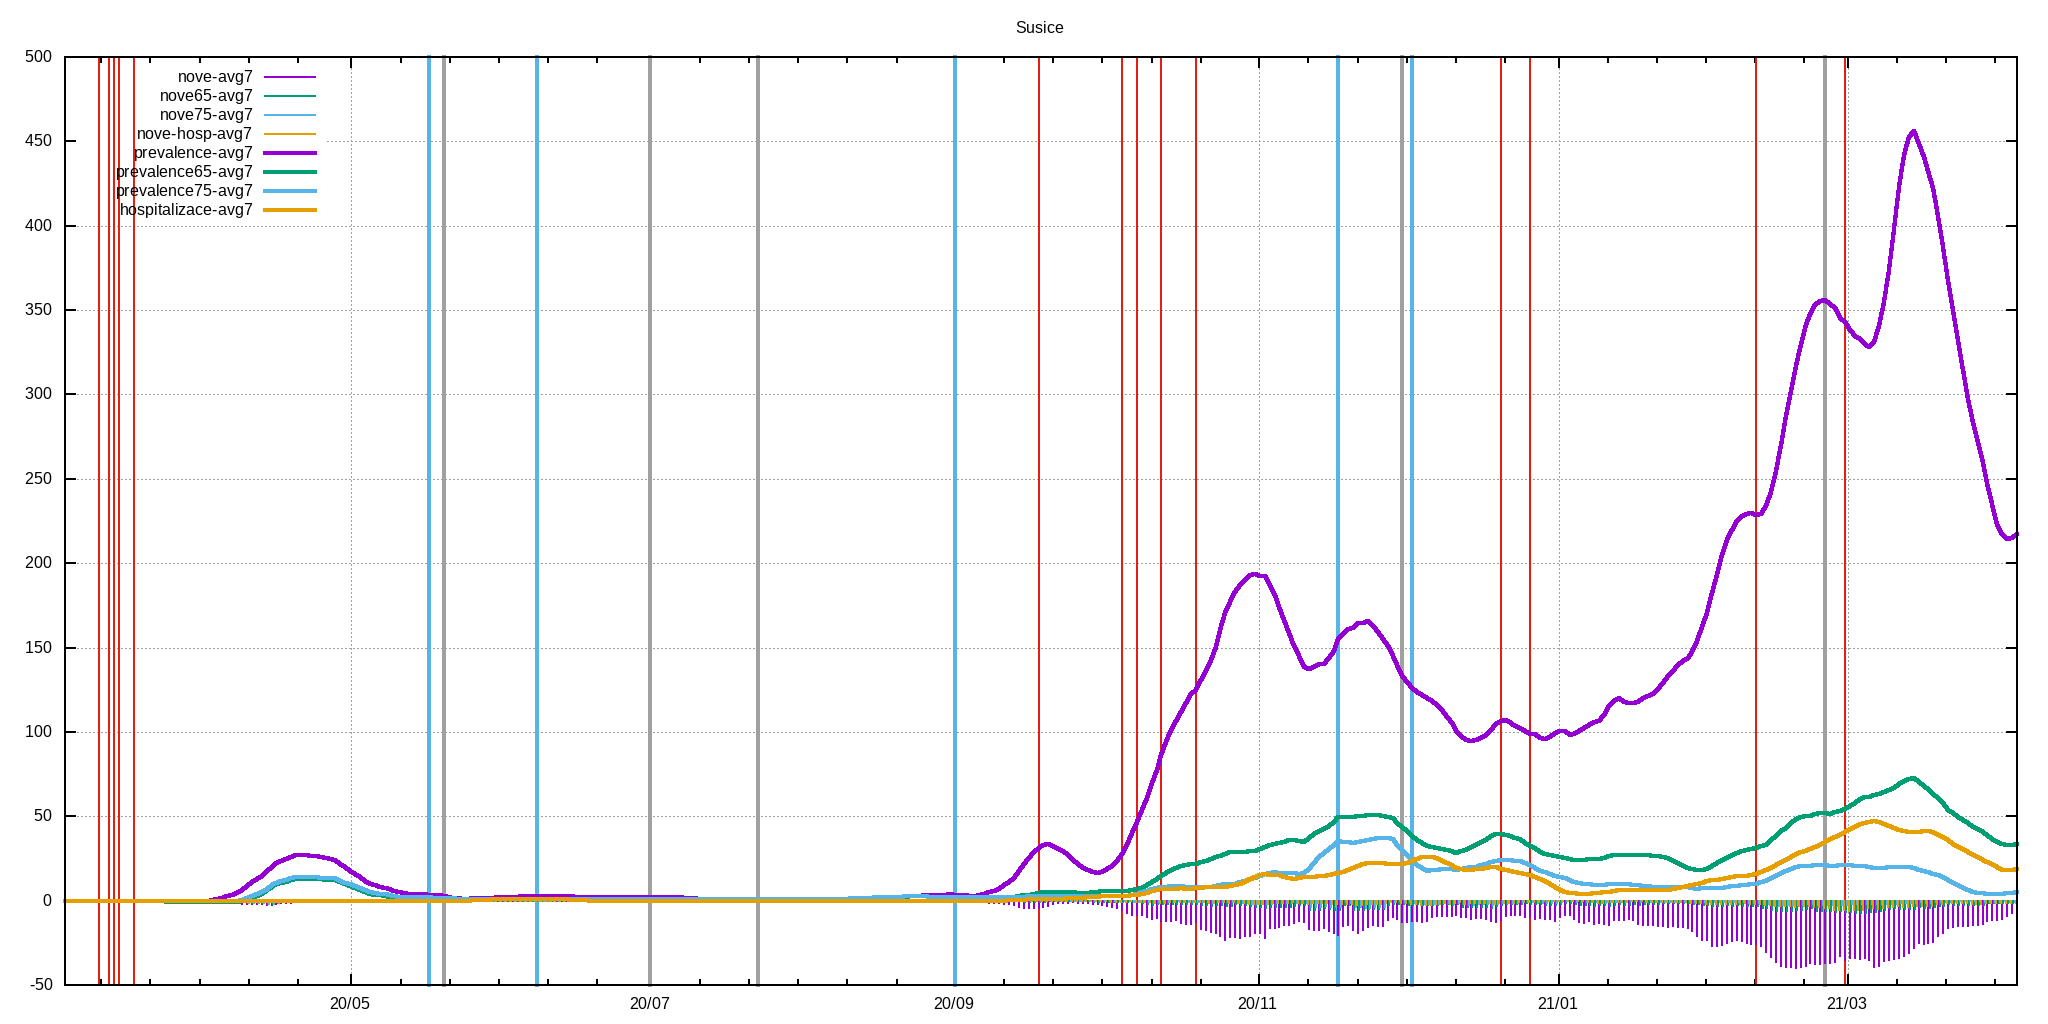 Susice
500
450
400
350
300
250
200
150
100
50
0
-50
nove-avg7
nove65-avg7
nove75-avg7
nove-hosp-avg7
prevalence-avg7
prevalence65-avg7
prevalence75-avg7
hospitalizace-avg7
20/05 20/07 20/09 20/11 21/01 21/03